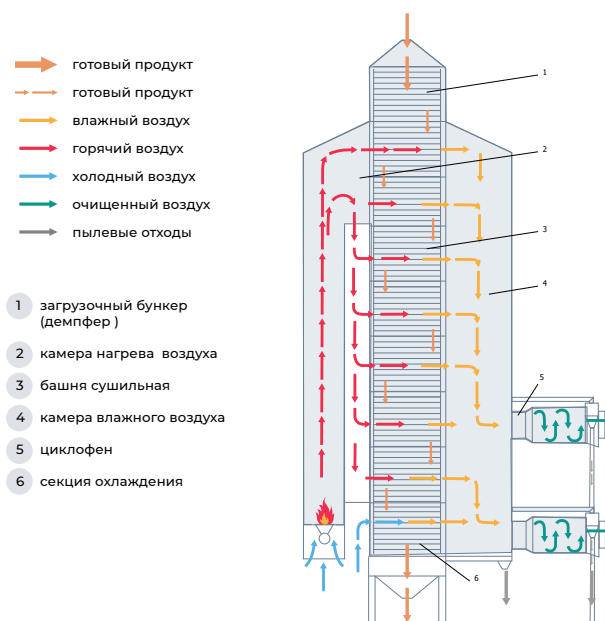 готовый продукт
готовый продукт
влажный воздух
горячий воздух
холодный воздух
очищенный воздух
пылевые отходы
1 загрузочный бункер
(демпфер )
2 камера нагрева воздуха
3 башня сушильная
4 камера влажного воздуха
5 циклофен
6 секция охлаждения
1
2
3
4
5
6